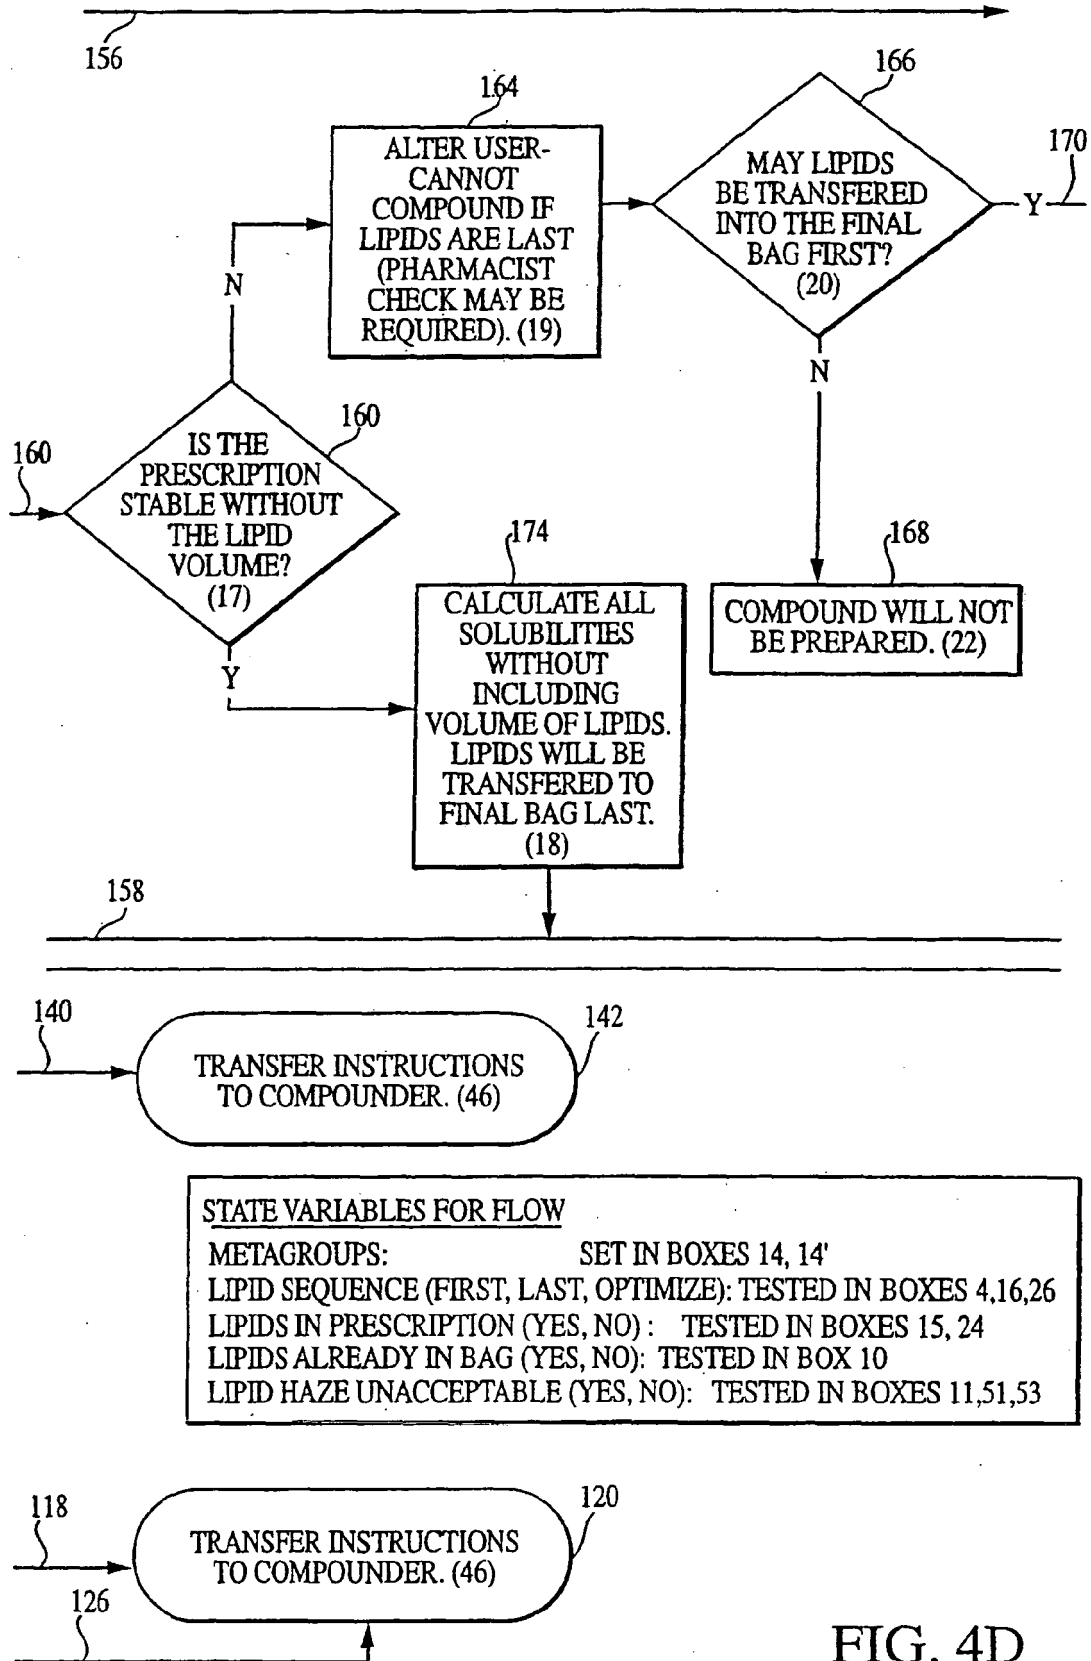 156
164
ALTER USER-
CANNOT
COMPOUND IF
LIPIDS ARE LAST
(PHARMACIST
CHECK MAY BE
REQUIRED). (19)
166
MAY LIPIDS
BE TRANSFERED
INTO THE FINAL
BAG FIRST?
(20)
170
Y
N
N
160
160
IS THE
PRESCRIPTION
STABLE WITHOUT
THE LIPID
VOLUME?
(17)
Y
174
CALCULATE ALL
SOLUBILITIES
WITHOUT
INCLUDING
VOLUME OF LIPIDS.
LIPIDS WILL BE
TRANSFERED TO
FINAL BAG LAST.
(18)
168
COMPOUND WILL NOT
BE PREPARED. (22)
158
140
142
TRANSFER INSTRUCTIONS
TO COMPOUNDER. (46)
STATE VARIABLES FOR FLOW
METAGROUPS: SET IN BOXES 14, 14'
LIPID SEQUENCE (FIRST, LAST, OPTIMIZE): TESTED IN BOXES 4,16,26
LIPIDS IN PRESCRIPTION (YES, NO) : TESTED IN BOXES 15, 24
LIPIDS ALREADY IN BAG (YES, NO): TESTED IN BOX 10
LIPID HAZE UNACCEPTABLE (YES, NO): TESTED IN BOXES 11,51,53
118
120
TRANSFER INSTRUCTIONS
TO COMPOUNDER. (46)
126
FIG. 4D